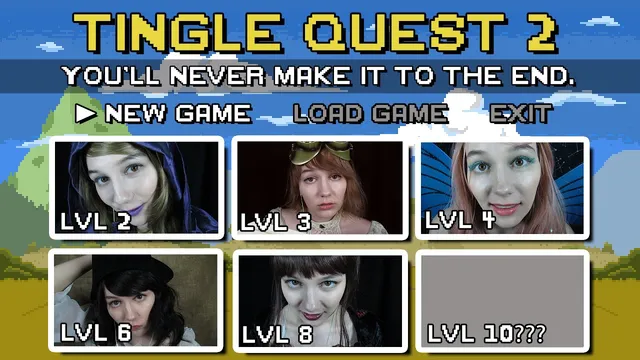 TINGLE QUEST 2
YOU'LL NEVER MAKE IT TO THE END.
NEW GAME LOAD GAME EXIT
LVL 2 LVL 3 LVL 4
LVL 6 LVL 8 LVL 10???